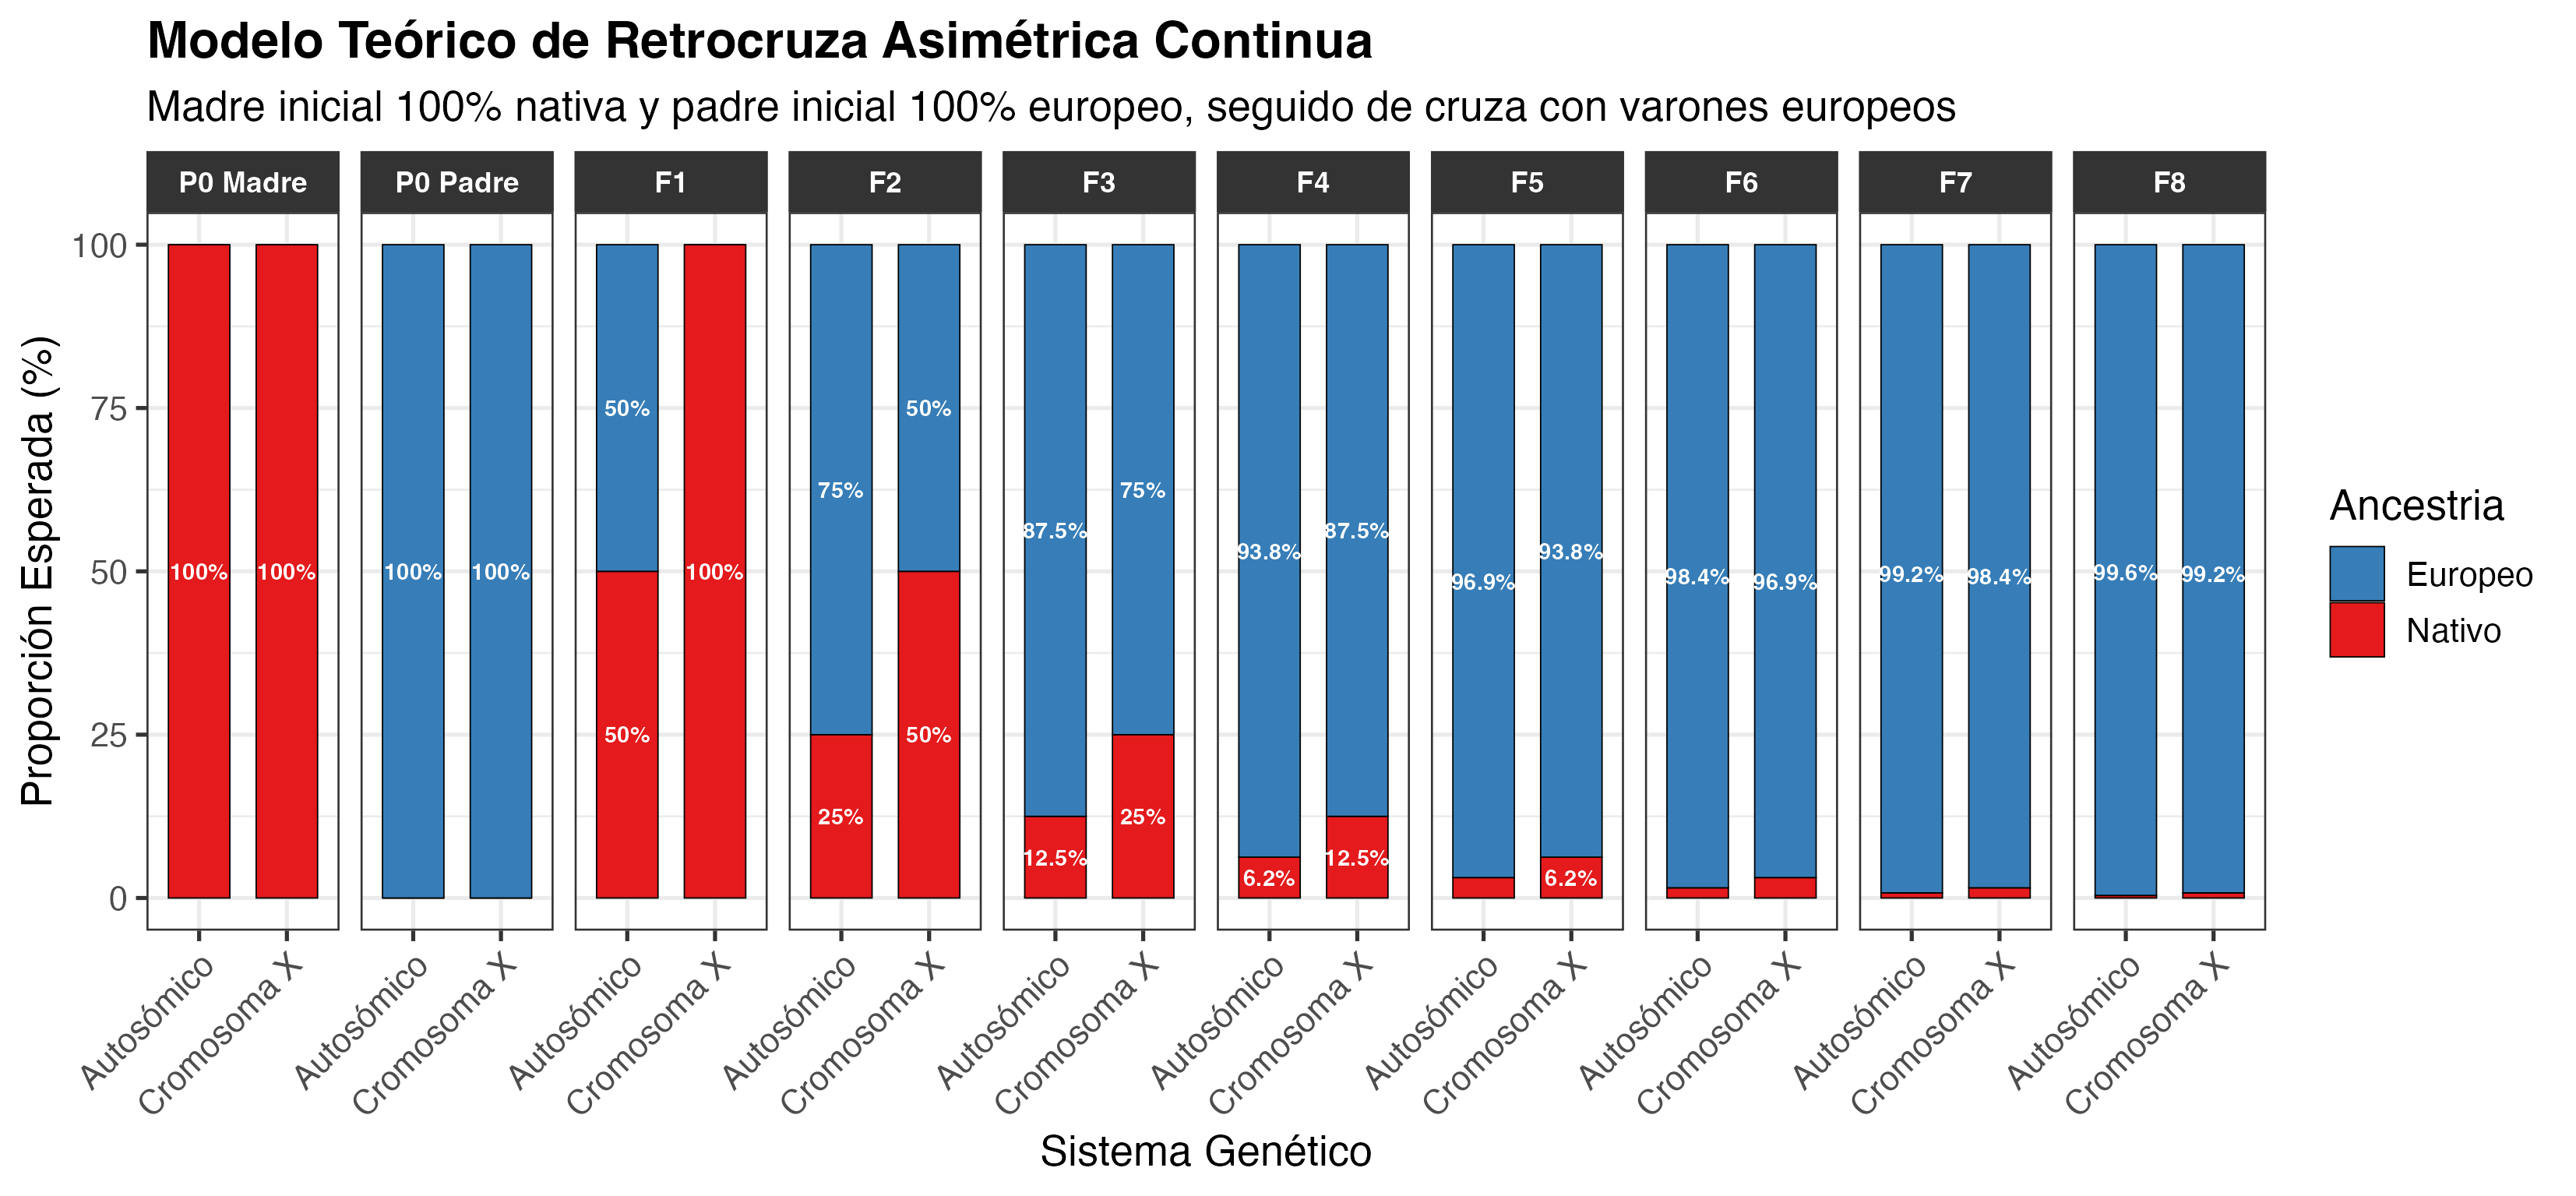 Modelo Teórico de Retrocruza Asimétrica Continua
Madre inicial 100% nativa y padre inicial 100% europeo, seguido de cruza con varones europeos
P0 Madre P0 Padre F1 F2 F3 F4 F5 F6 F7 F8
Proporción Esperada (%)
100
75
50
25
0
100% 100%
100% 100%
50% 50% 100%
75% 25% 50% 50%
87.5% 12.5% 75% 25%
93.8% 6.2% 87.5% 12.5%
96.9% 93.8% 6.2%
98.4% 96.9%
99.2% 98.4%
99.6% 99.2%
Autosómico Cromosoma X
Autosómico Cromosoma X
Autosómico Cromosoma X
Autosómico Cromosoma X
Autosómico Cromosoma X
Autosómico Cromosoma X
Autosómico Cromosoma X
Autosómico Cromosoma X
Autosómico Cromosoma X
Autosómico Cromosoma X
Sistema Genético
Ancestria
Europeo
Nativo